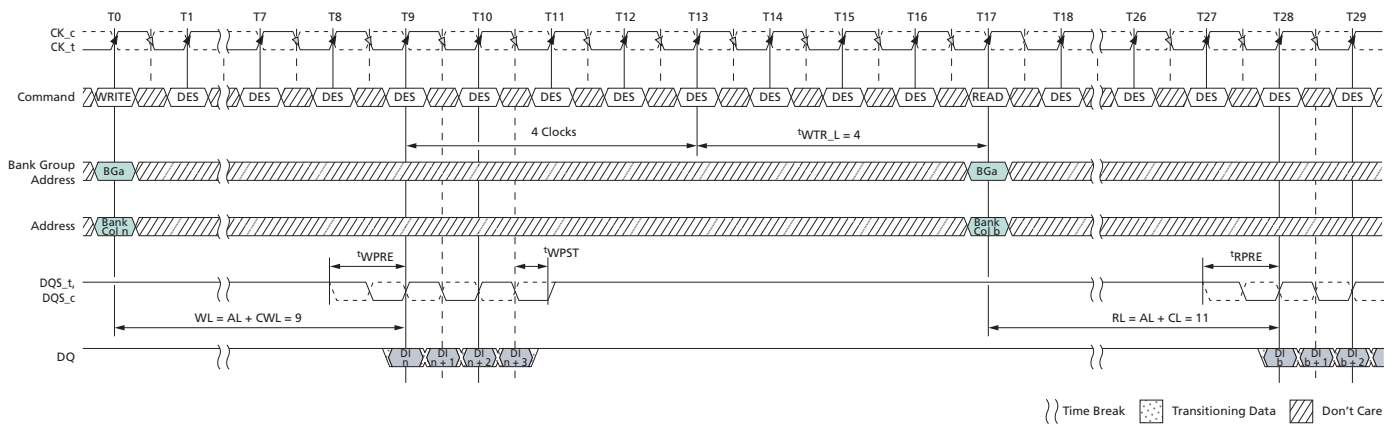 T0 T1 T7 T8 T9 T10 T11 T12 T13 T14 T15 T16 T17 T18 T26 T27 T28 T29
CK_c
CK_t
Command WRITE DES DES DES DES DES DES DES DES DES DES DES READ DES DES DES DES DES
4 Clocks tWTR_L = 4
Bank Group
Address
BGa BGa
Address
Bank
Col n
Bank
Col b
tWPRE tWPST tRPRE
DQS_t,
DQS_c
WL = AL + CWL = 9 RL = AL + CL = 11
DQ
DI
n
DI
n + 1
DI
n + 2
DI
n + 3
DI
b
DI
b + 1
DI
b + 2
Time Break Transitioning Data Don't Care